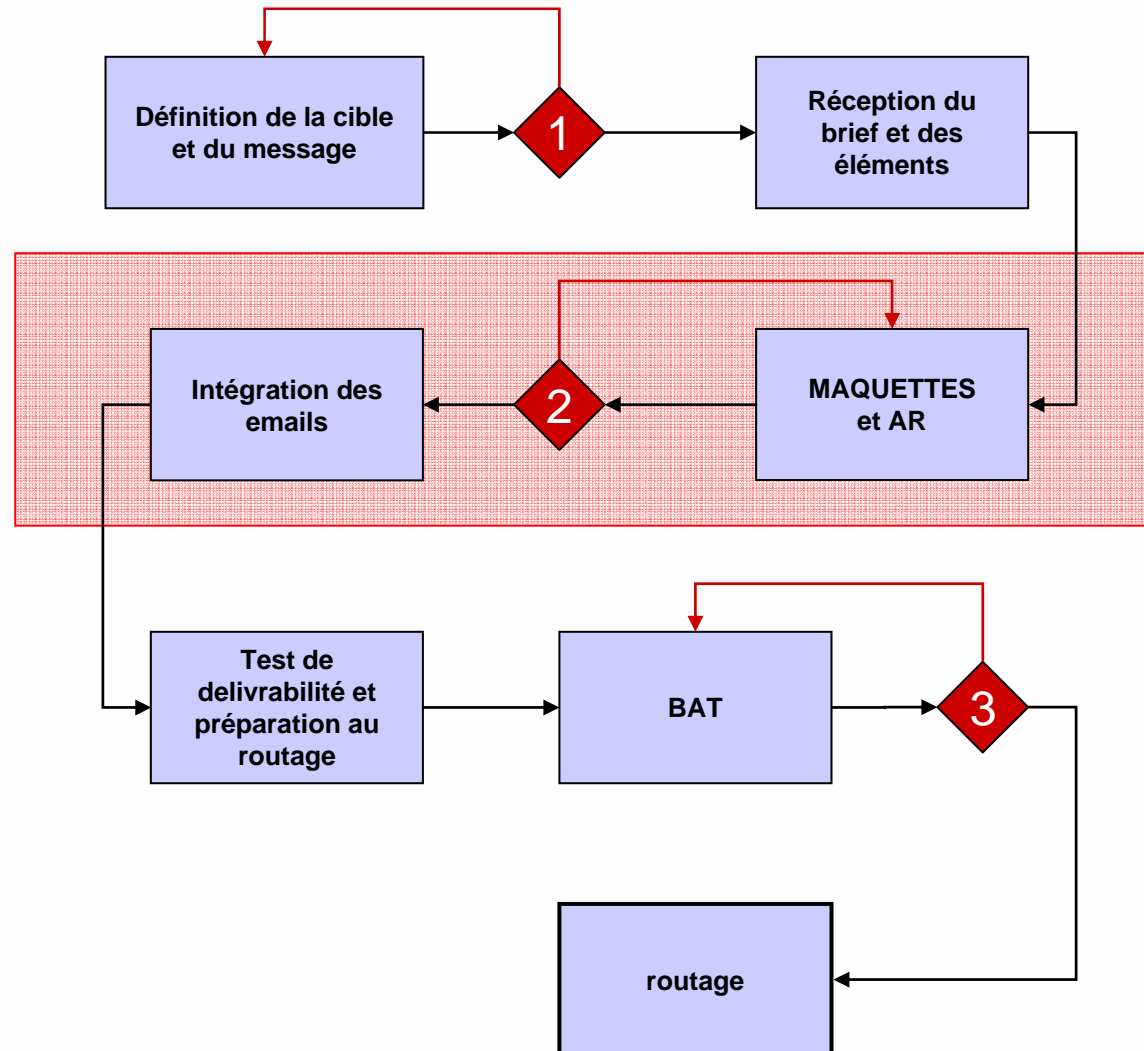 Définition de la cible
et du message
1
Réception du
brief et des
éléments
Intégration des
emails
2
MAQUETTES
et AR
Test de
delivrabilité et
préparation au
routage
BAT
3
routage